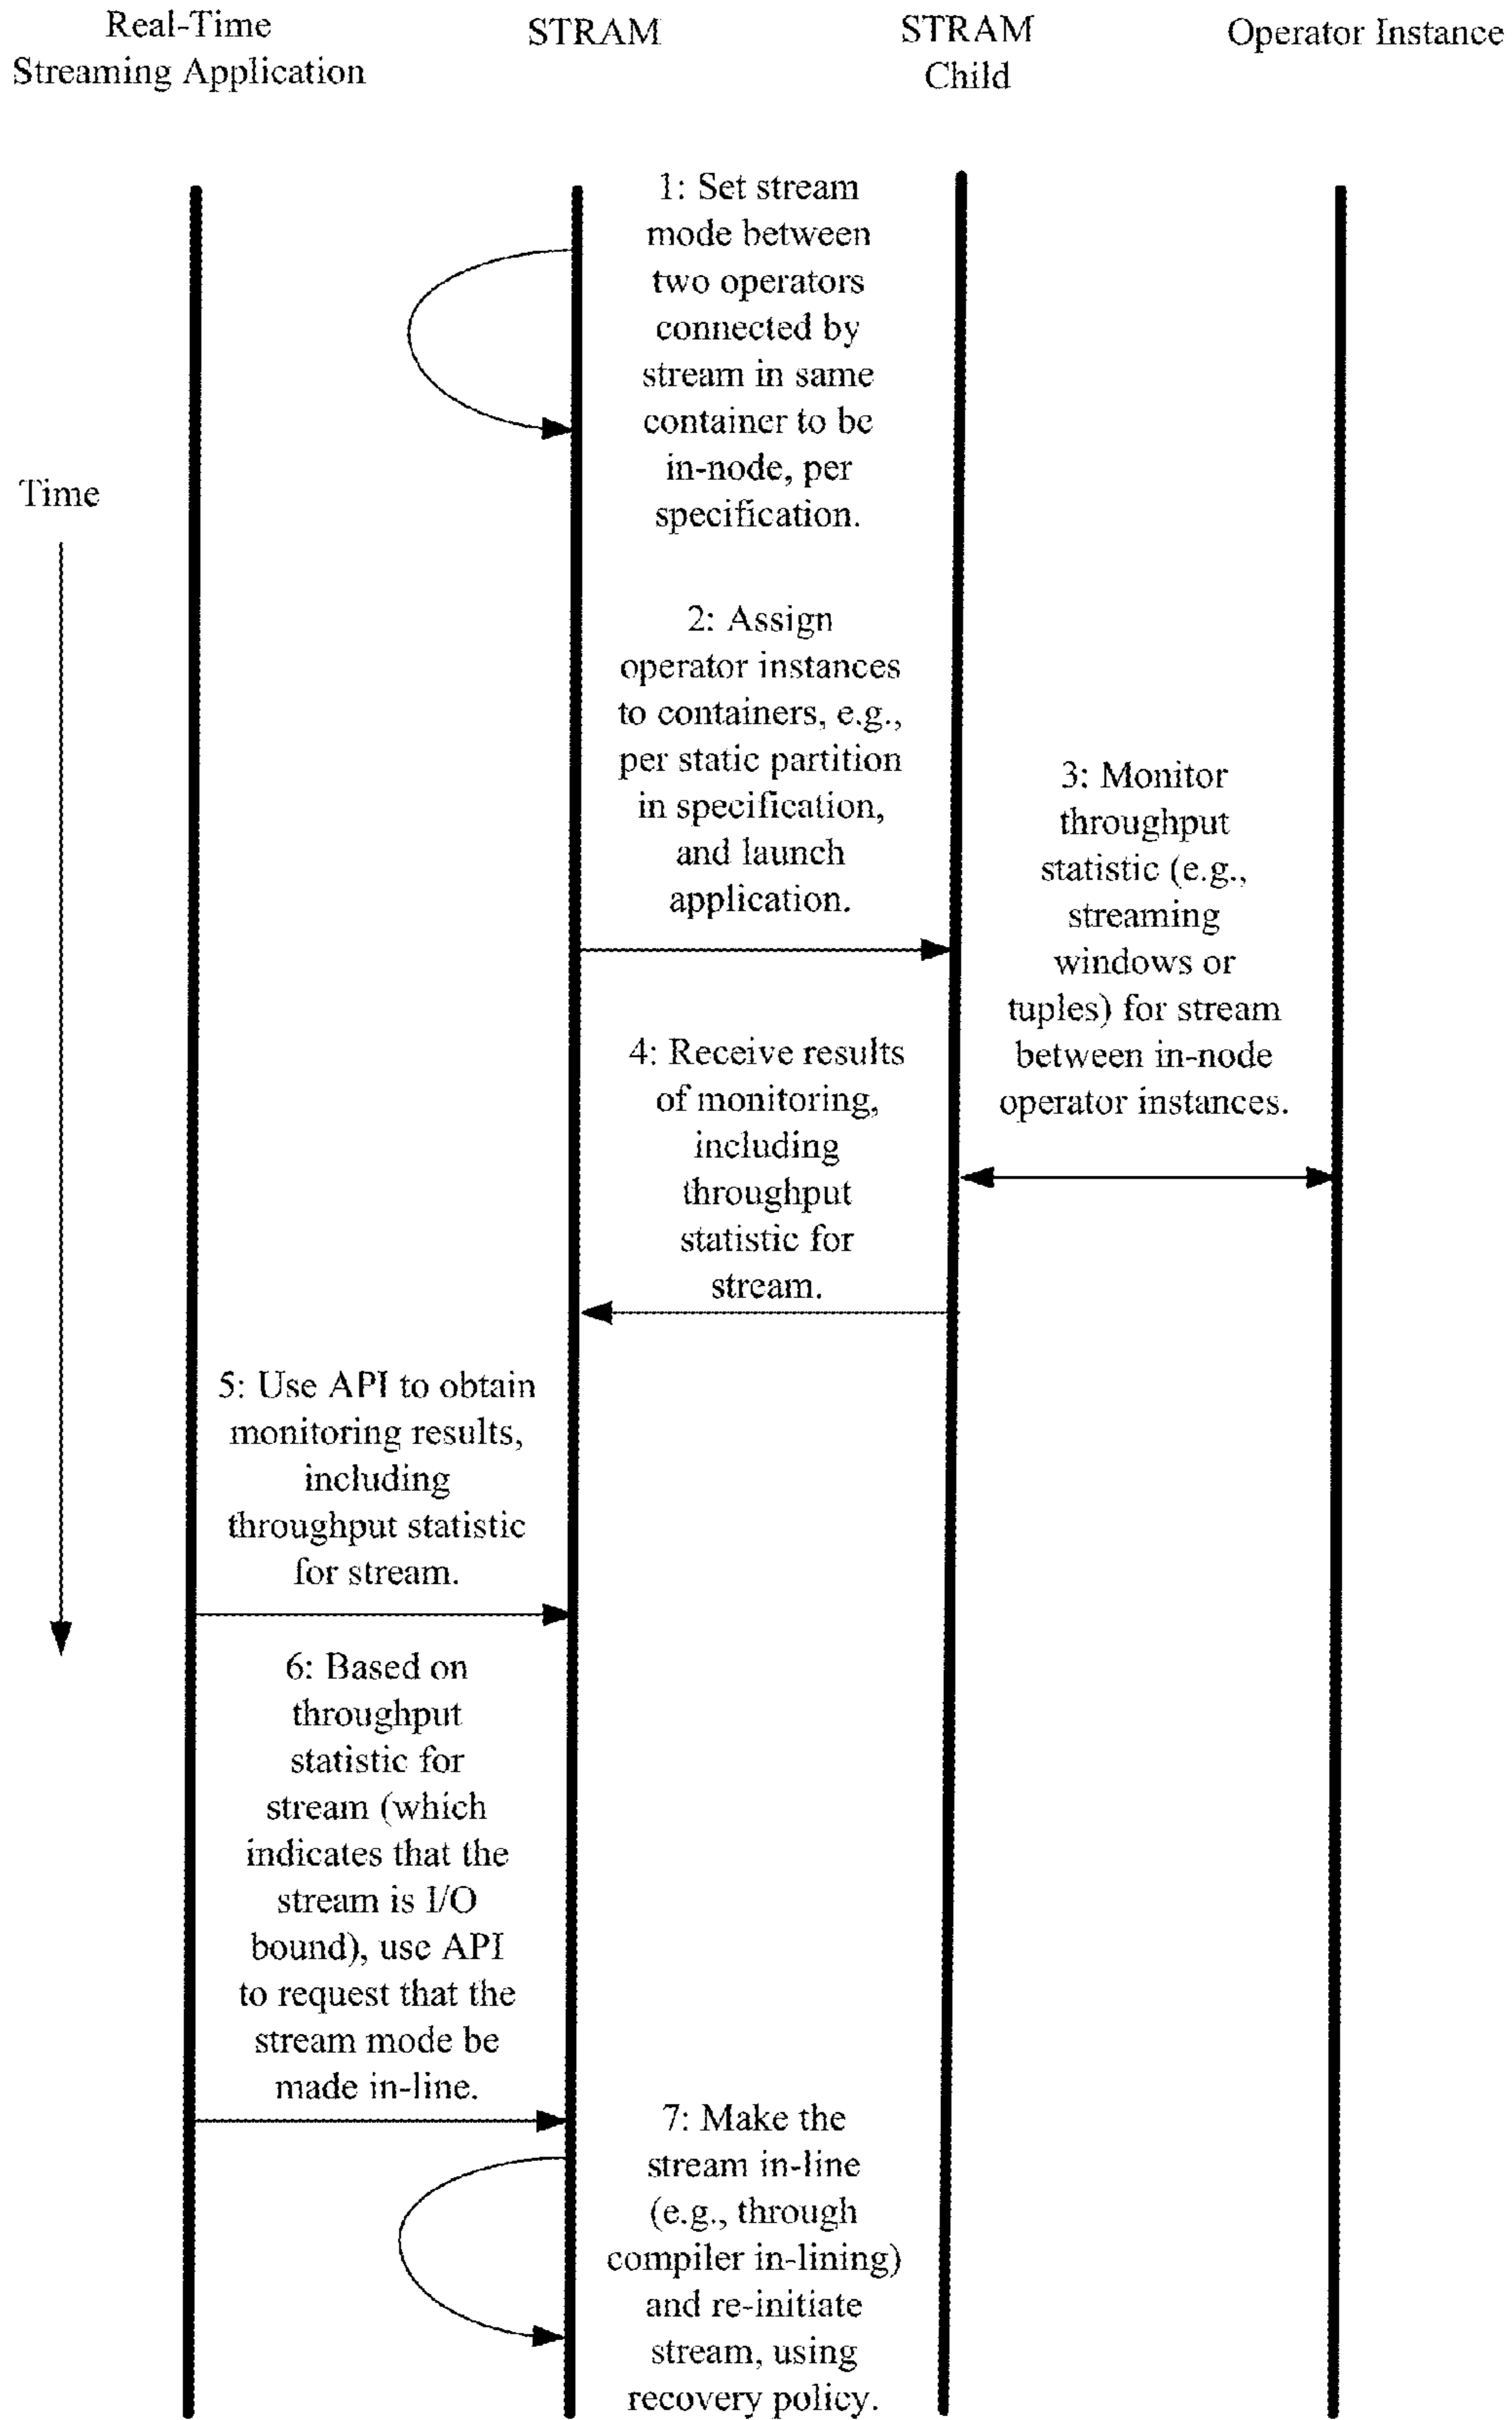 Real-Time
Streaming Application
STRAM
STRAM
Child
Operator Instance
1: Set stream
mode between
two operators
connected by
stream in same
container to be
in-node, per
specification.
Time
2: Assign
operator instances
to containers, e.g.,
per static partition
in specification,
and launch
application.
3: Monitor
throughput
statistic (e.g.,
streaming
windows or
tuples) for stream
between in-node
operator instances.
4: Receive results
of monitoring,
including
throughput
statistic for
stream.
5: Use API to obtain
monitoring results,
including
throughput statistic
for stream.
6: Based on
throughput
statistic for
stream (which
indicates that the
stream is I/O
bound), use API
to request that the
stream mode be
made in-line.
7: Make the
stream in-line
(e.g., through
compiler in-lining)
and re-initiate
stream, using
recovery policy.